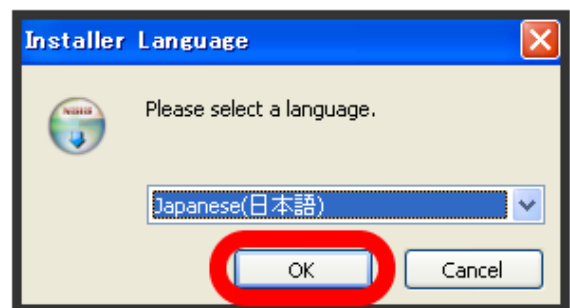 Installer Language
Please select a language.
Japanese(日本語)
OK
Cancel